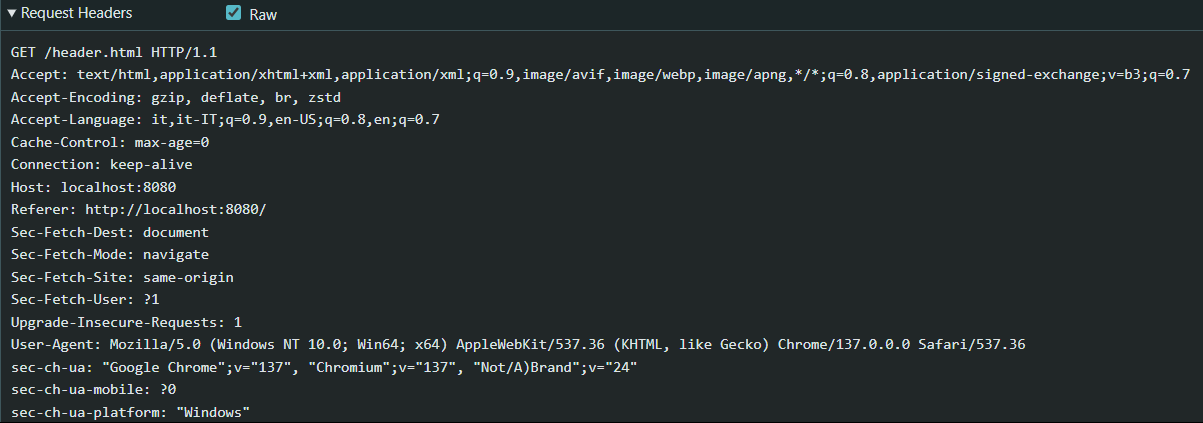 Request Headers
Raw
GET /header.html HTTP/1.1
Accept: text/html,application/xhtml+xml,application/xml;q=0.9,image/avif,image/webp,image/apng,*/*;q=0.8,application/signed-exchange;v=b3;q=0.7
Accept-Encoding: gzip, deflate, br, zstd
Accept-Language: it,it-IT;q=0.9,en-US;q=0.8,en;q=0.7
Cache-Control: max-age=0
Connection: keep-alive
Host: localhost:8080
Referer: http://localhost:8080/
Sec-Fetch-Dest: document
Sec-Fetch-Mode: navigate
Sec-Fetch-Site: same-origin
Sec-Fetch-User: ?1
Upgrade-Insecure-Requests: 1
User-Agent: Mozilla/5.0 (Windows NT 10.0; Win64; x64) AppleWebKit/537.36 (KHTML, like Gecko) Chrome/137.0.0.0 Safari/537.36
sec-ch-ua: "Google Chrome";v="137", "Chromium";v="137", "Not/A)Brand";v="24"
sec-ch-ua-mobile: ?0
sec-ch-ua-platform: "Windows"